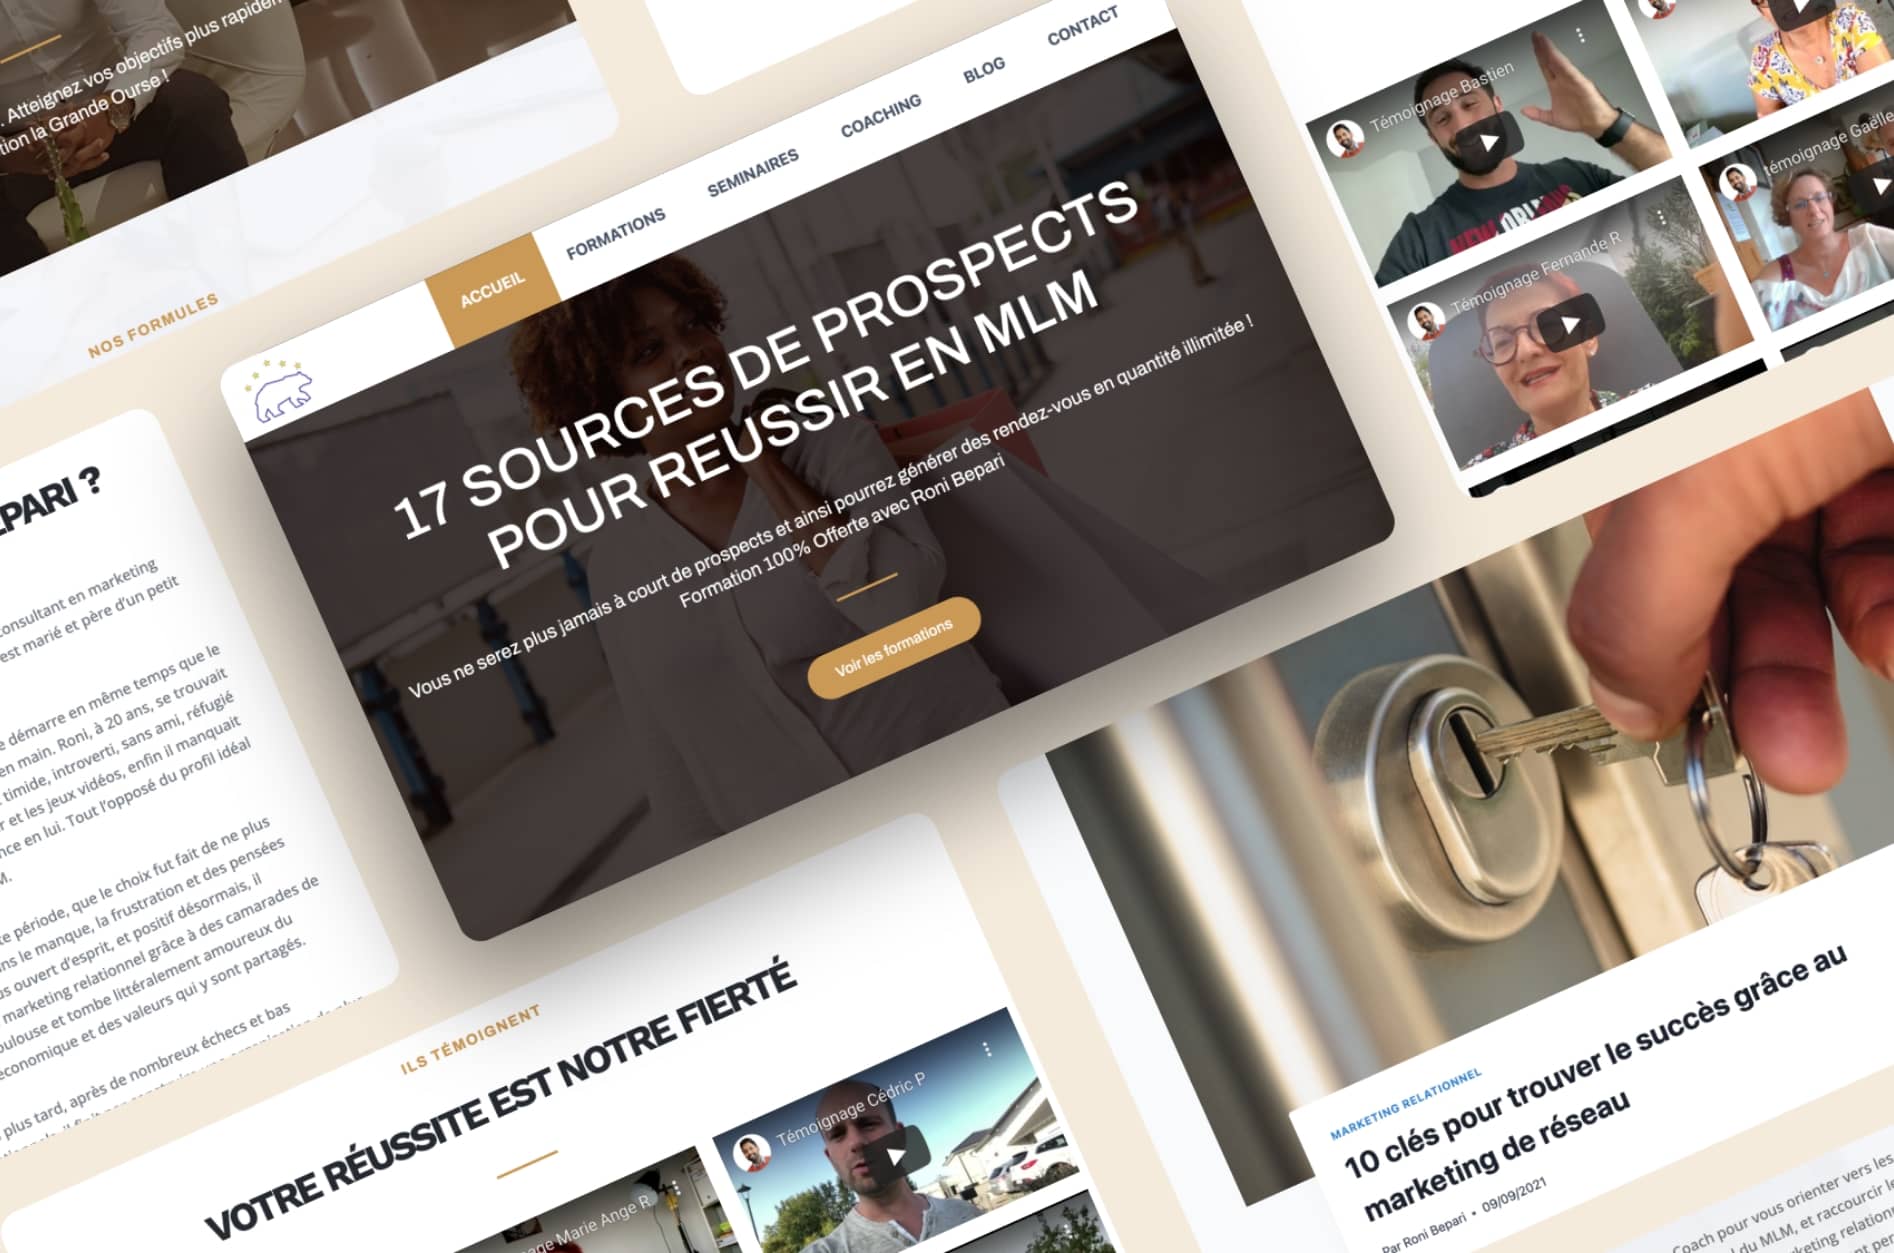 . Atteignez vos objectifs plus rapidem
tion la Grande Ourse !
NOS FORMULES
EPARI ?
consultant en marketing
est marié et père d'un petit
e démarre en même temps que le
en main. Roni, à 20 ans, se trouvait
timide, introverti, sans ami, réfugié
r et les jeux vidéos, enfin il manquait
nce en lui. Tout l'opposé du profil idéal
M.
te période, que le choix fut fait de ne plus
ns le manque, la frustration et des pensées
us ouvert d'esprit, et positif désormais, il
marketing relationnel grâce à des camarades de
oulouse et tombe littéralement amoureux du
economique et des valeurs qui y sont partagés.
plus tard, après de nombreux échecs et bas
ACCUEIL
FORMATIONS
SEMINAIRES
COACHING
BLOG
CONTACT
17 SOURCES DE PROSPECTS
POUR REUSSIR EN MLM
Vous ne serez plus jamais à court de prospects et ainsi pourrez générer des rendez-vous en quantité illimitée !
Formation 100% Offerte avec Roni Bepari
Voir les formations
Témoignage Bastien
NEW ORLEANS
témoignage Gaëlle
Témoignage Fernande R
ILS TÉMOIGNENT
VOTRE RÉUSSITE EST NOTRE FIERTÉ
nage Marie Ange R
Témoignage Cédric P
MARKETING RELATIONNEL
10 clés pour trouver le succès grâce au
marketing de réseau
Par Roni Bepari • 09/09/2021
Coach pour vous orienter vers les
du MLM, et raccourcir le